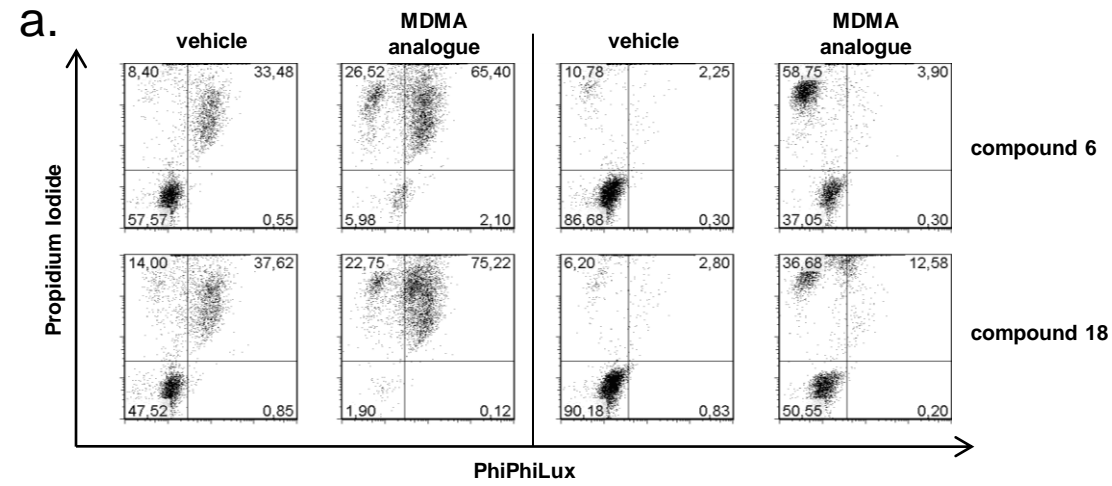 a.
vehicle
MDMA
analogue
vehicle
MDMA
analogue
8,40 33,48
57,57 0,55
26,52 65,40
5,98 2,10
10,78 2,25
86,68 0,30
58,75 3,90
37,05 0,30
compound 6
14,00 37,62
47,52 0,85
22,75 75,22
1,90 0,12
6,20 2,80
90,18 0,83
36,68 12,58
50,55 0,20
compound 18
Propidium Iodide
PhiPhiLux